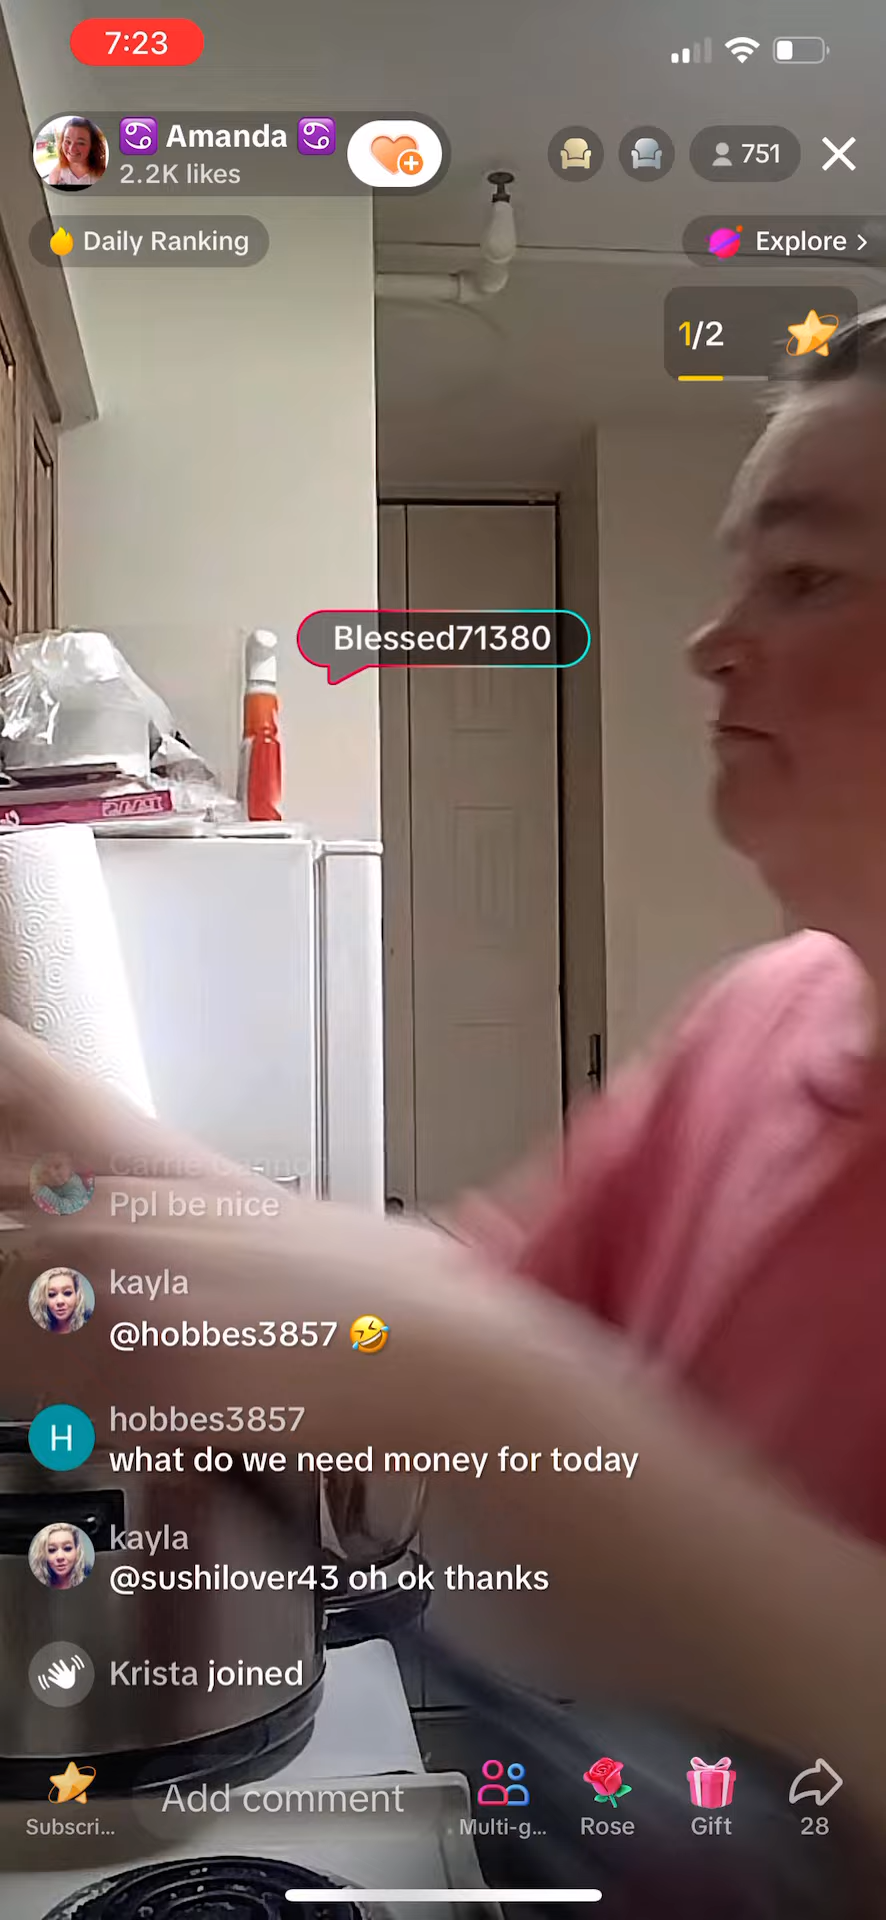 7:23
♋ Amanda ♋
2.2K likes
751
Daily Ranking
Explore >
1/2
Blessed71380
Carrie Cannon
Ppl be nice
kayla
@hobbes3857 🤣
H
hobbes3857
what do we need money for today
kayla
@sushilover43 oh ok thanks
Krista joined
Subscri...
Add comment
Multi-g...
Rose
Gift
28